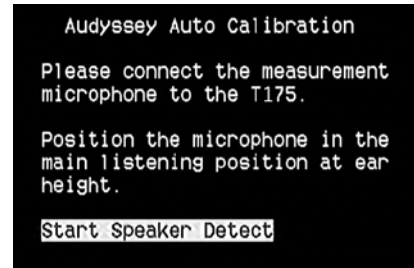 Audyssey Auto Calibration
Please connect the measurement
microphone to the T175.
Position the microphone in the
main listening position at ear
height.
Start Speaker Detect